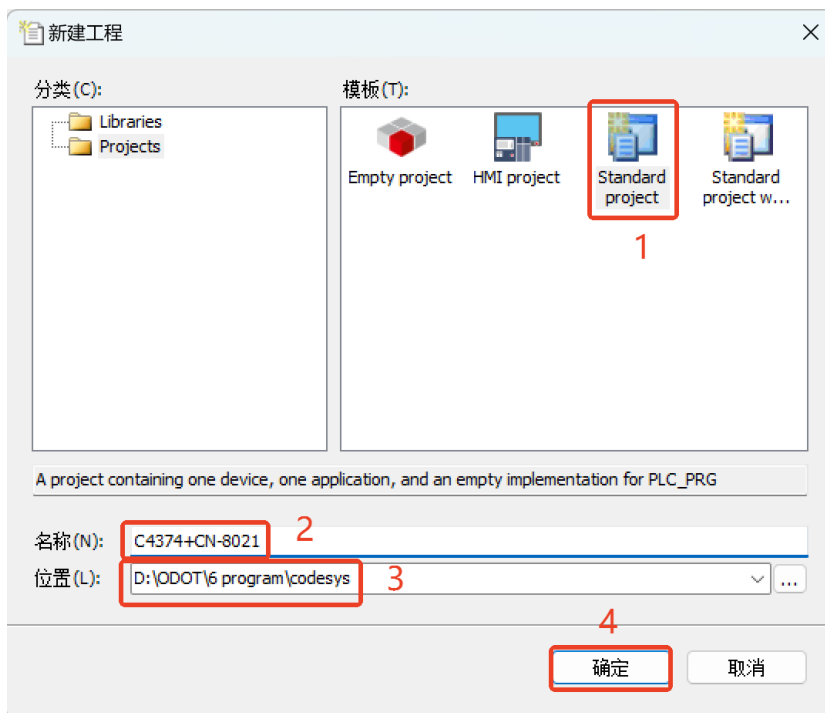 新建工程
分类(C):
模板(T):
Libraries
Projects
Empty project
HMI project
Standard
project
Standard
project w...
1
A project containing one device, one application, and an empty implementation for PLC_PRG
名称(N):
C4374+CN-8021
2
位置(L):
D:\ODOT\6 program\codesys
3
...
4
确定
取消